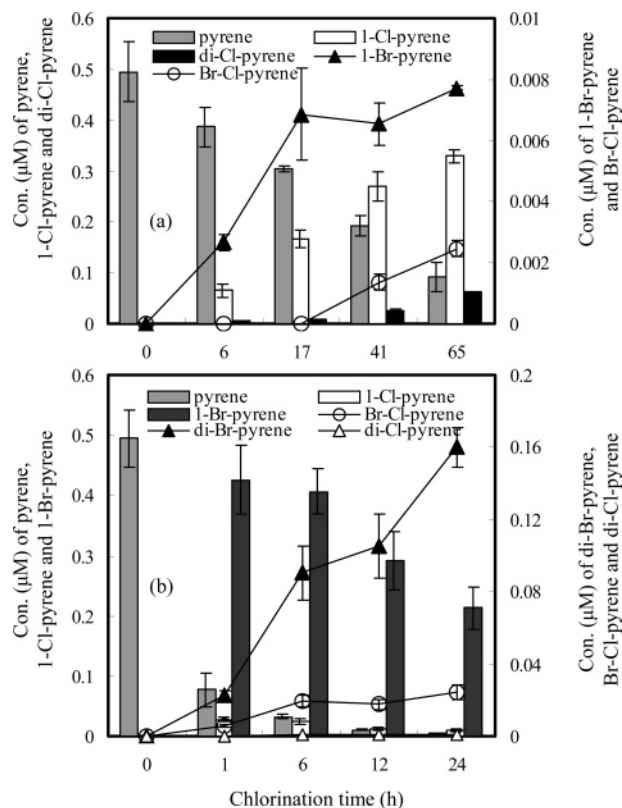 Con. (μM) of pyrene,
1-Cl-pyrene and di-Cl-pyrene
0.6
0.5
0.4
0.3
0.2
0.1
0
pyrene
1-Cl-pyrene
di-Cl-pyrene
1-Br-pyrene
Br-Cl-pyrene
(a)
0.01
0.008
0.006
0.004
0.002
0
Con. (μM) of 1-Br-pyrene
and Br-Cl-pyrene
0 6 17 41 65
Con. (μM) of pyrene,
1-Cl-pyrene and 1-Br-pyrene
0.6
0.5
0.4
0.3
0.2
0.1
0
pyrene
1-Cl-pyrene
1-Br-pyrene
Br-Cl-pyrene
di-Br-pyrene
di-Cl-pyrene
(b)
0.2
0.16
0.12
0.08
0.04
0
Con. (μM) of di-Br-pyrene,
Br-Cl-pyrene and di-Cl-pyrene
0 1 6 12 24
Chlorination time (h)